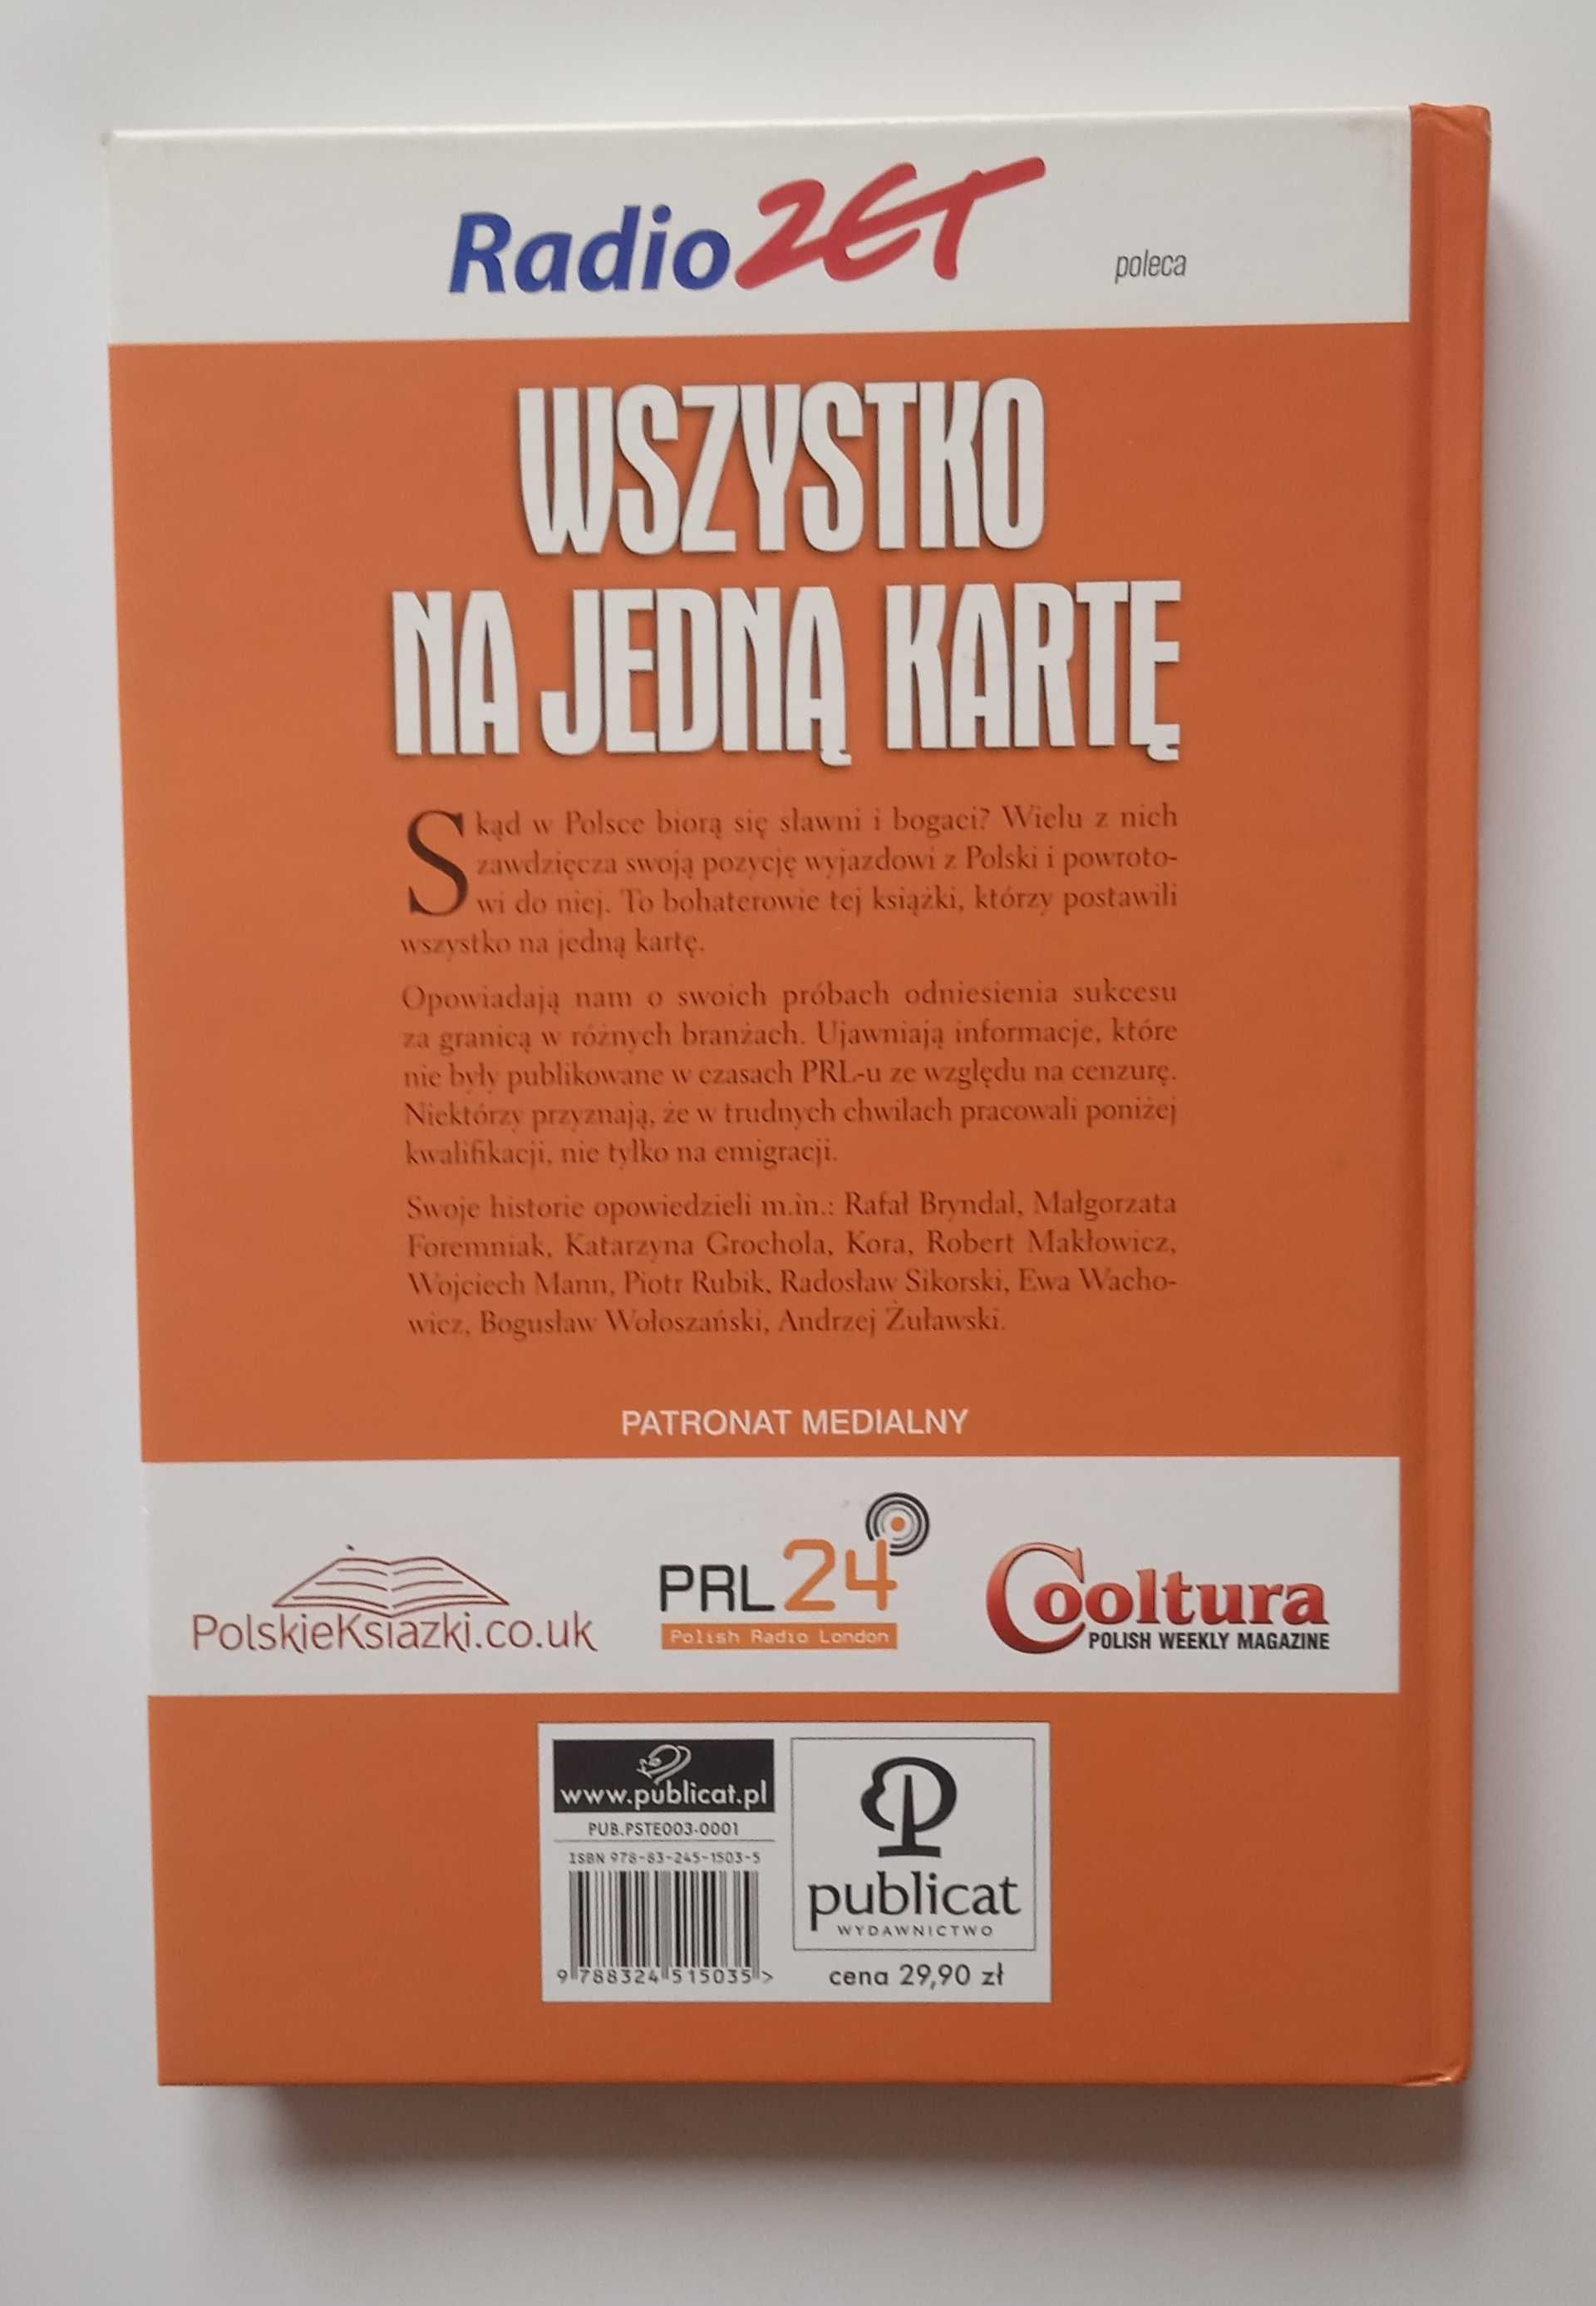 Radio ZET poleca
WSZYSTKO
NA JEDNĄ KARTĘ
Skąd w Polsce biorą się sławni i bogaci? Wielu z nich
zawdzięcza swoją pozycję wyjazdowi z Polski i powroto-
wi do niej. To bohaterowie tej książki, którzy postawili
wszystko na jedną kartę.
Opowiadają nam o swoich próbach odniesienia sukcesu
za granicą w różnych branżach. Ujawniają informacje, które
nie były publikowane w czasach PRL-u ze względu na cenzurę.
Niektórzy przyznają, że w trudnych chwilach pracowali poniżej
kwalifikacji, nie tylko na emigracji.
Swoje historie opowiedzieli m.in.: Rafał Bryndal, Małgorzata
Foremniak, Katarzyna Grochola, Kora, Robert Makłowicz,
Wojciech Mann, Piotr Rubik, Radosław Sikorski, Ewa Wacho-
wicz, Bogusław Wołoszański, Andrzej Żuławski.
PATRONAT MEDIALNY
PolskieKsiazki.co.uk
PRL24
Polish Radio London
Cooltura
POLISH WEEKLY MAGAZINE
www.publicat.pl
PUB.PSTE003-0001
ISBN 978-83-245-1503-5
9 788324 515035 >
publicat
WYDAWNICTWO
cena 29,90 zł